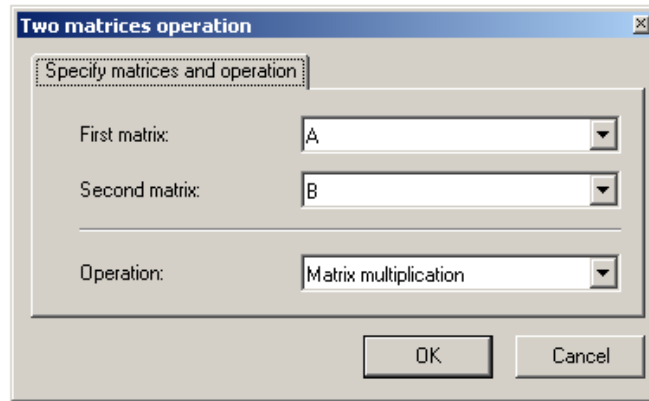 Two matrices operation
Specify matrices and operation
First matrix: A
Second matrix: B
Operation: Matrix multiplication
OK Cancel